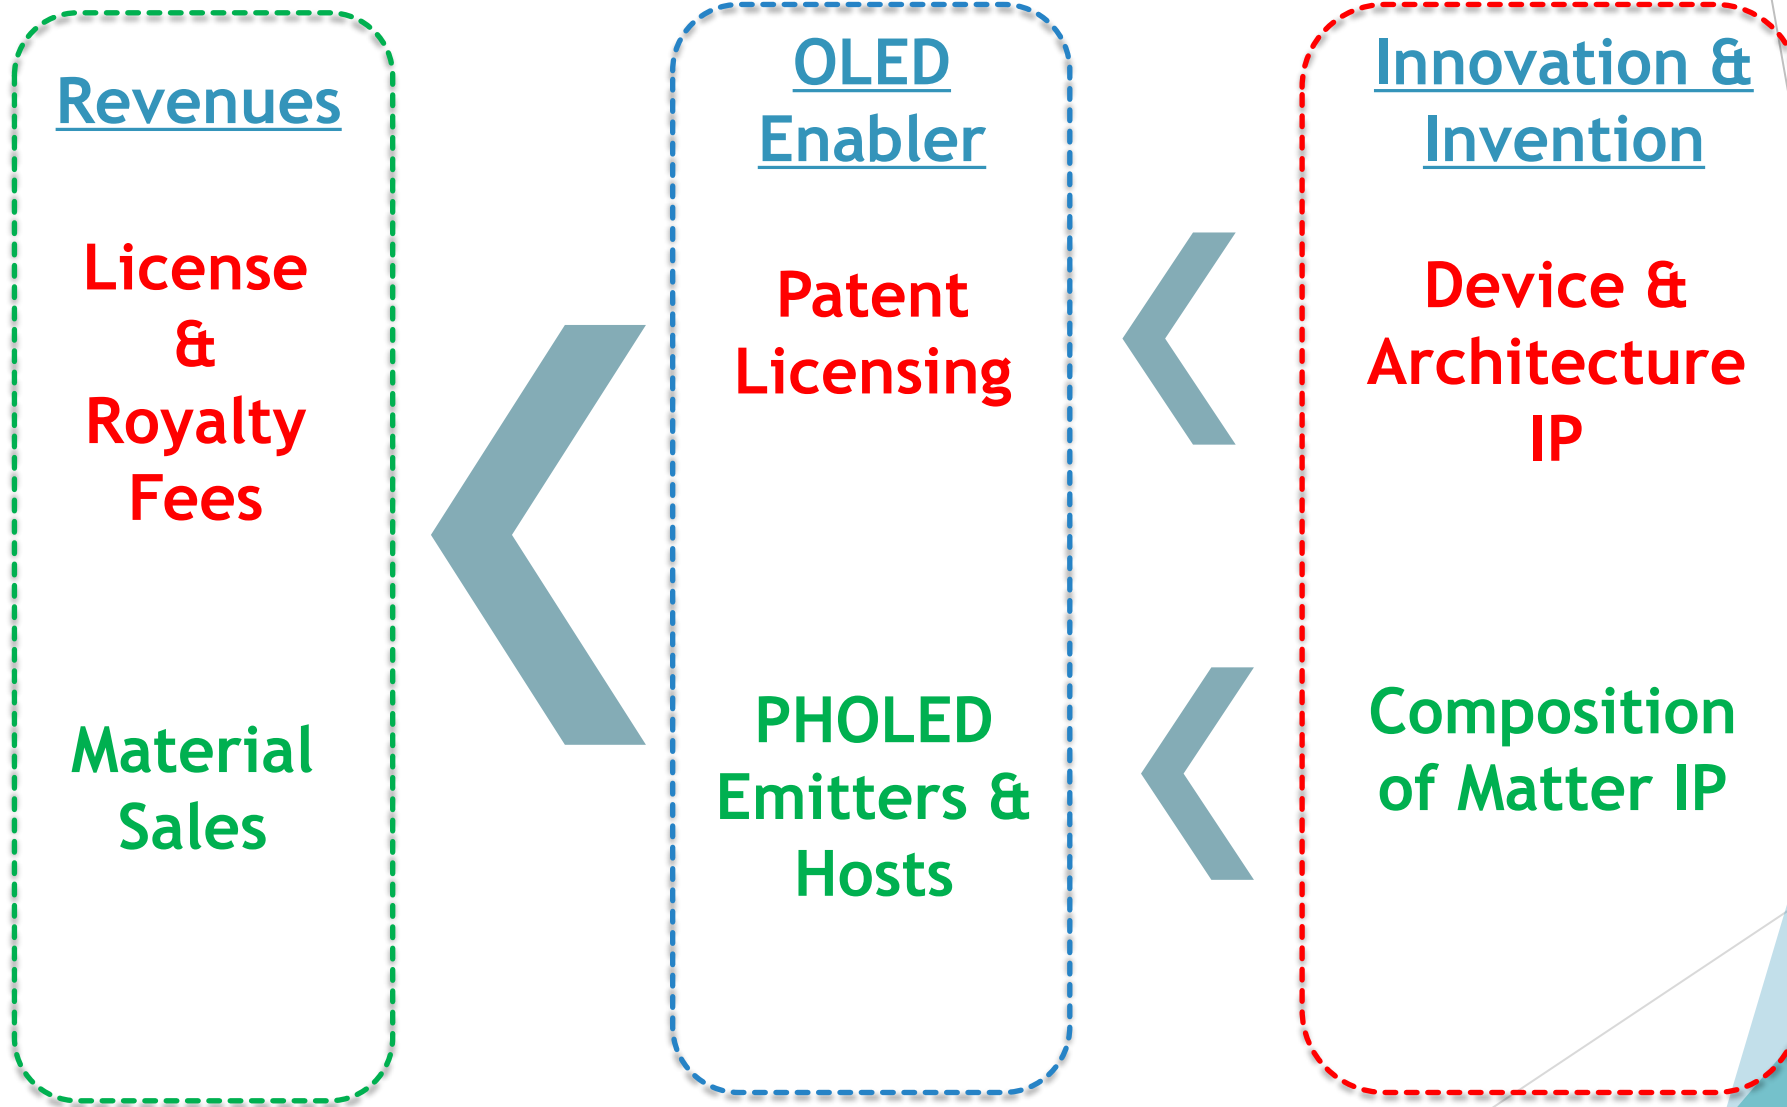 Revenues
License
&
Royalty
Fees
Material
Sales
OLED
Enabler
Patent
Licensing
PHOLED
Emitters &
Hosts
Innovation &
Invention
Device &
Architecture
IP
Composition
of Matter IP